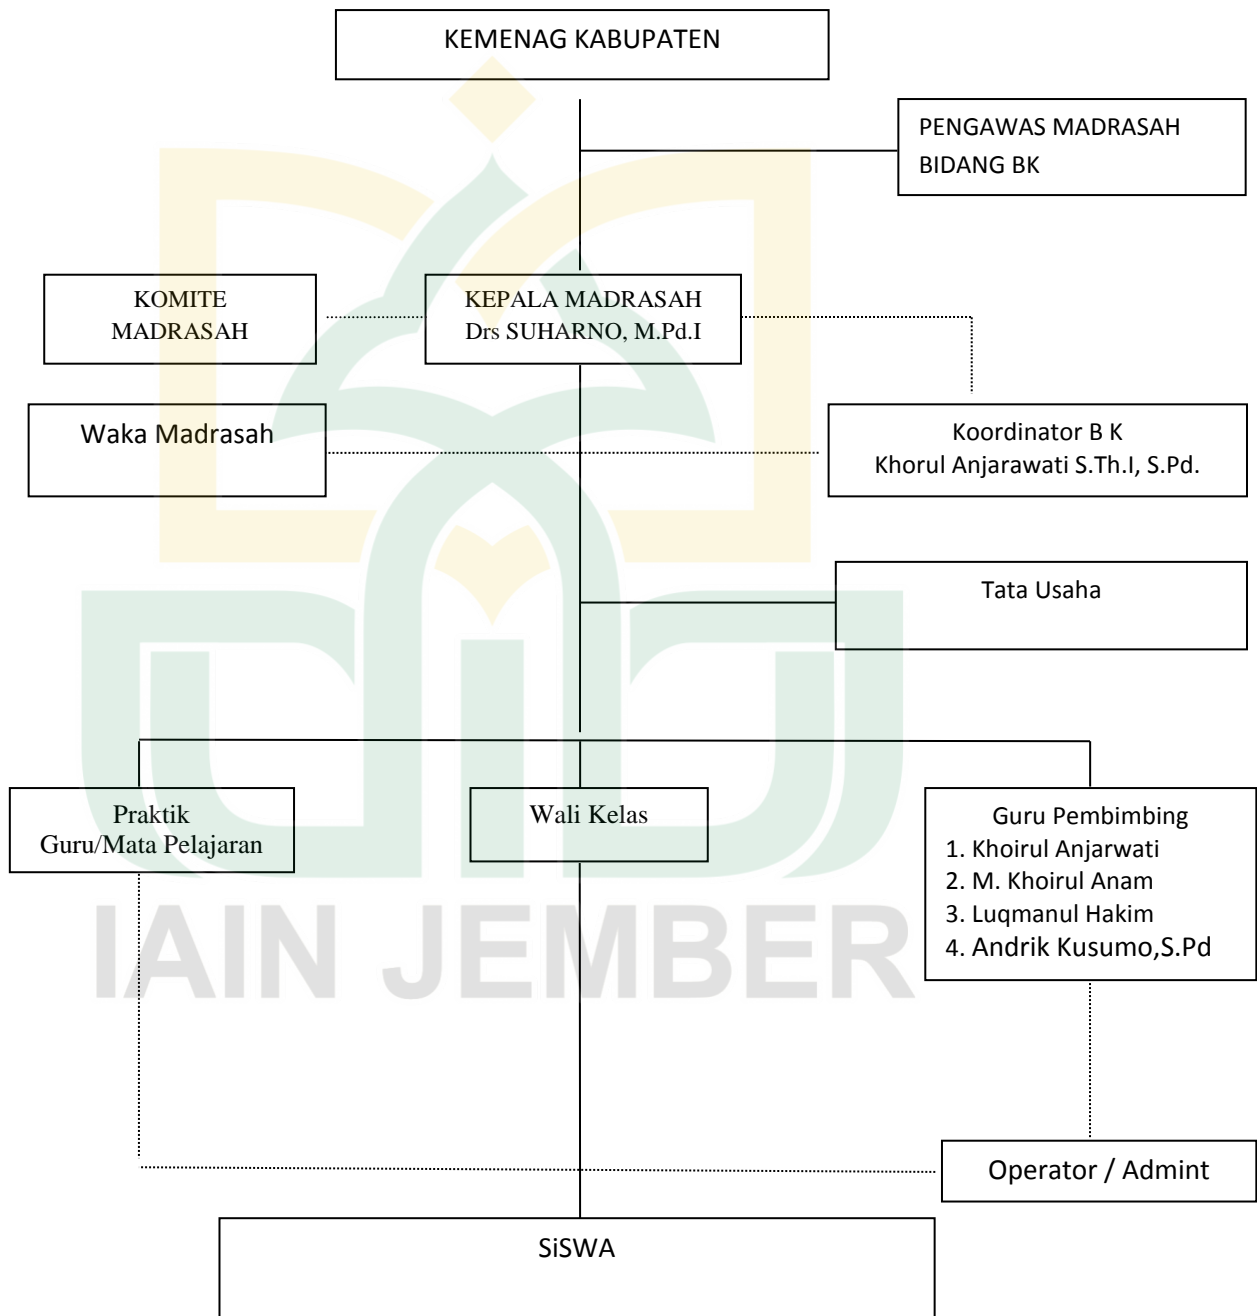 KEMENAG KABUPATEN
PENGAWAS MADRASAH
BIDANG BK
KOMITE
MADRASAH
KEPALA MADRASAH
Drs SUHARNO, M.Pd.I
Waka Madrasah
Koordinator B K
Khorul Anjarawati S.Th.I, S.Pd.
Tata Usaha
Praktik
Guru/Mata Pelajaran
Wali Kelas
Guru Pembimbing
1. Khoirul Anjarwati
2. M. Khoirul Anam
3. Luqmanul Hakim
4. Andrik Kusumo,S.Pd
IAIN JEMBER
Operator / Admint
SiSWA